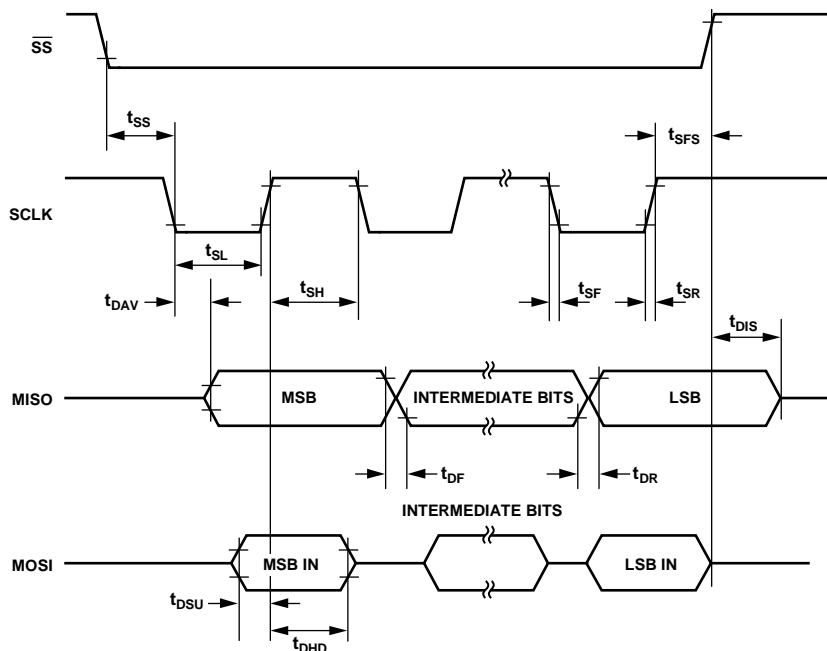 SS
tSS
tSFS
SCLK
tSL
tDAV
tSH
tSF
tSR
tDIS
MISO
MSB
INTERMEDIATE BITS
LSB
tDF
tDR
INTERMEDIATE BITS
MOSI
MSB IN
LSB IN
tDSU
tDHD